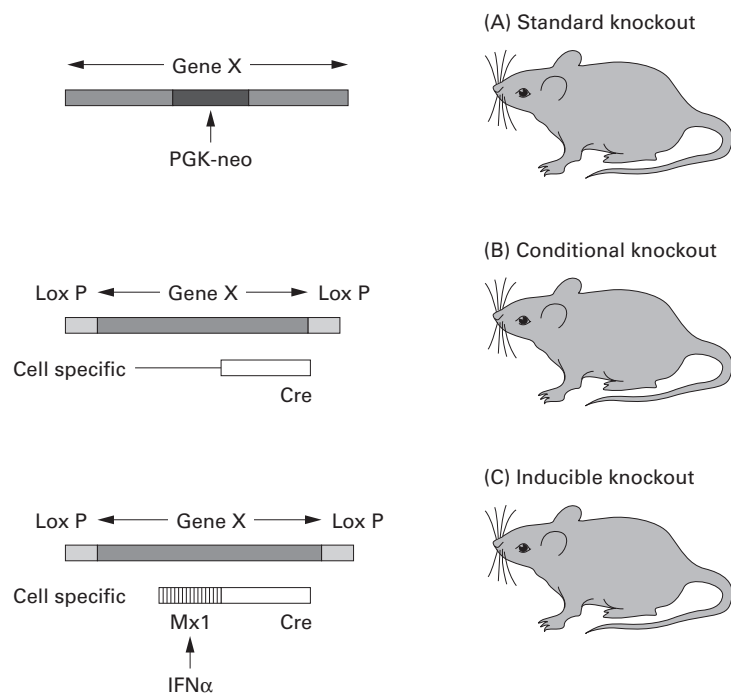 (A) Standard knockout
Gene X
PGK-neo
(B) Conditional knockout
Lox P Gene X Lox P
Cell specific
Cre
(C) Inducible knockout
Lox P Gene X Lox P
Cell specific
Mx1 Cre
IFNα